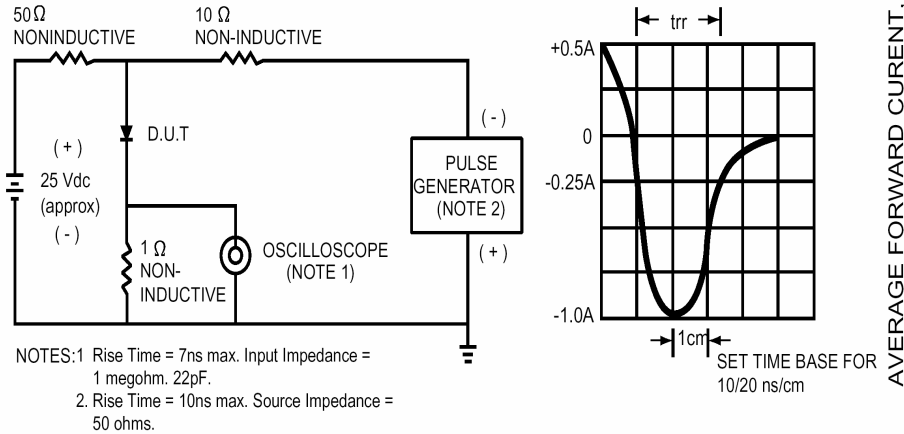 50 Ω
NONINDUCTIVE
10 Ω
NON-INDUCTIVE
D.U.T
( + )
25 Vdc
(approx)
( - )
1 Ω
NON-
INDUCTIVE
OSCILLOSCOPE
(NOTE 1)
( - )
PULSE
GENERATOR
(NOTE 2)
( + )
NOTES:1 Rise Time = 7ns max. Input Impedance =
1 megohm. 22pF.
2. Rise Time = 10ns max. Source Impedance =
50 ohms.
trr
+0.5A
0
-0.25A
-1.0A
1cm
SET TIME BASE FOR
10/20 ns/cm
AVERAGE FORWARD CURENT,